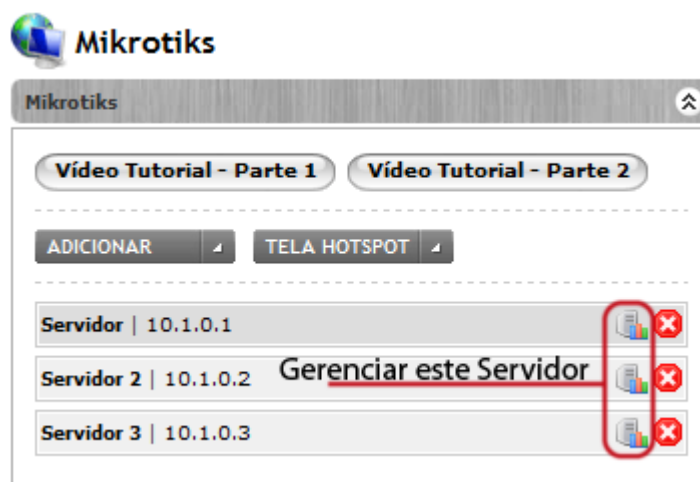 Mikrotiks
Mikrotiks
Vídeo Tutorial - Parte 1
Vídeo Tutorial - Parte 2
ADICIONAR
TELA HOTSPOT
Servidor | 10.1.0.1
Servidor 2 | 10.1.0.2
Gerenciar este Servidor
Servidor 3 | 10.1.0.3